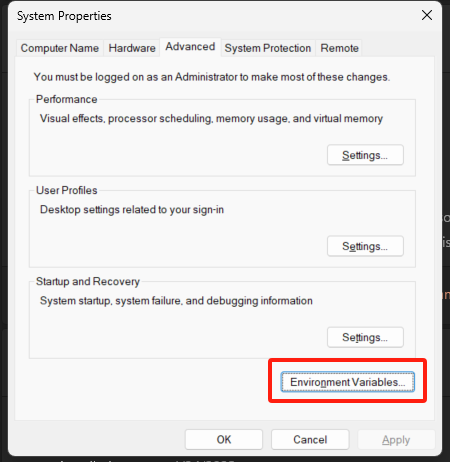 System Properties
Computer Name Hardware Advanced System Protection Remote
You must be logged on as an Administrator to make most of these changes.
Performance
Visual effects, processor scheduling, memory usage, and virtual memory
Settings...
User Profiles
Desktop settings related to your sign-in
Settings...
Startup and Recovery
System startup, system failure, and debugging information
Settings...
Environment Variables...
OK Cancel Apply